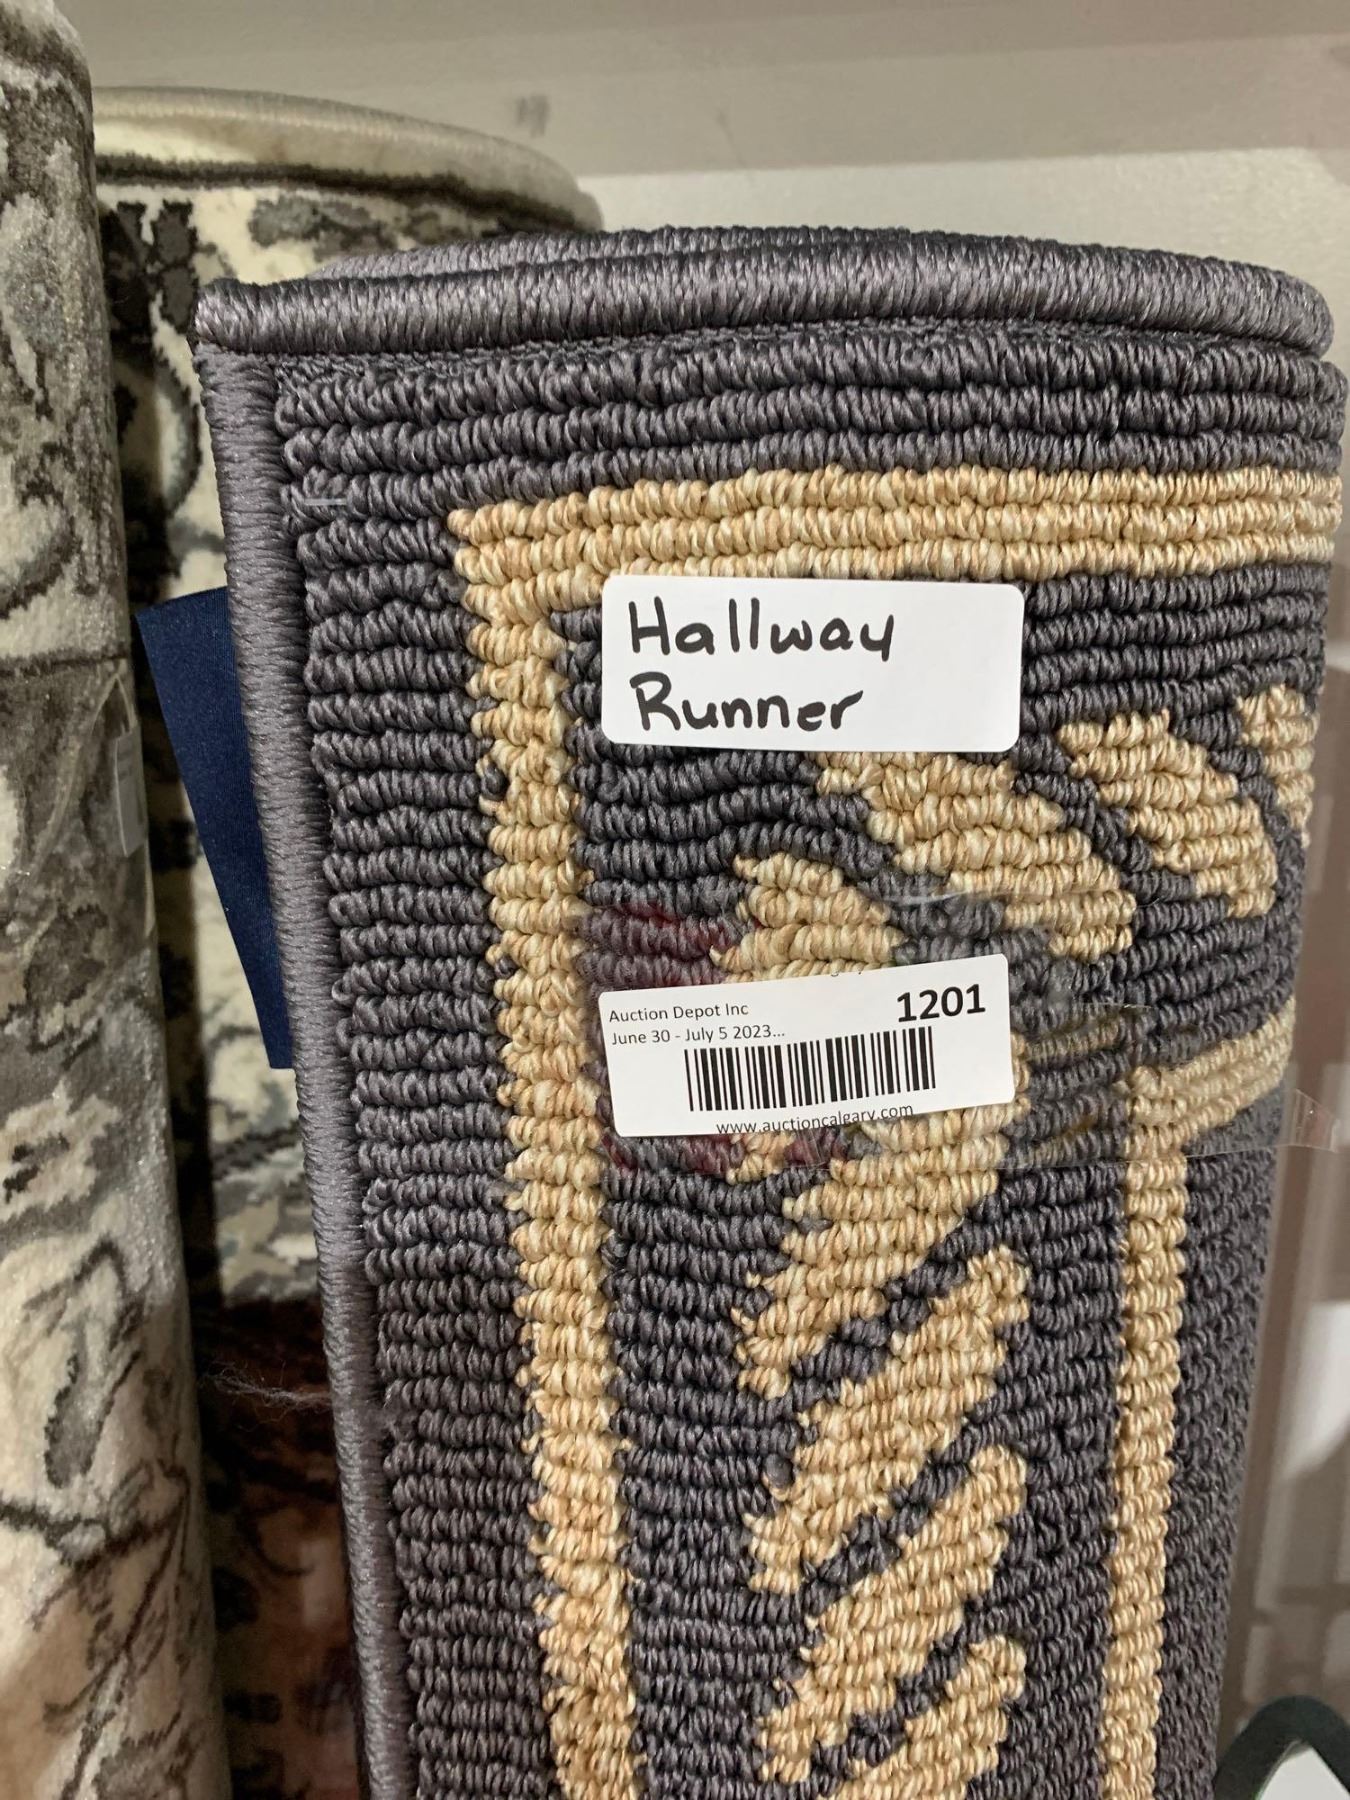 Hallway
Runner
Auction Depot Inc
1201
June 30 - July 5 2023...
www.auctioncalgary.com